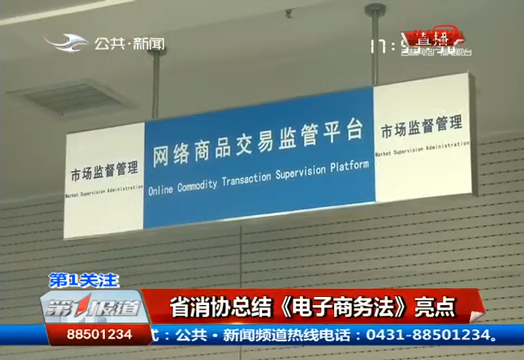 公共·新闻
直播
网络商品交易监管平台
Online Commodity Transaction Supervision Platform
市场监督管理
Market Supervision Administration
市场监督管理
Market Supervision Administration
第1关注
第1报道
省消协总结《电子商务法》亮点
88501234
式：公共·新闻频道热线电话：0431-88501234。